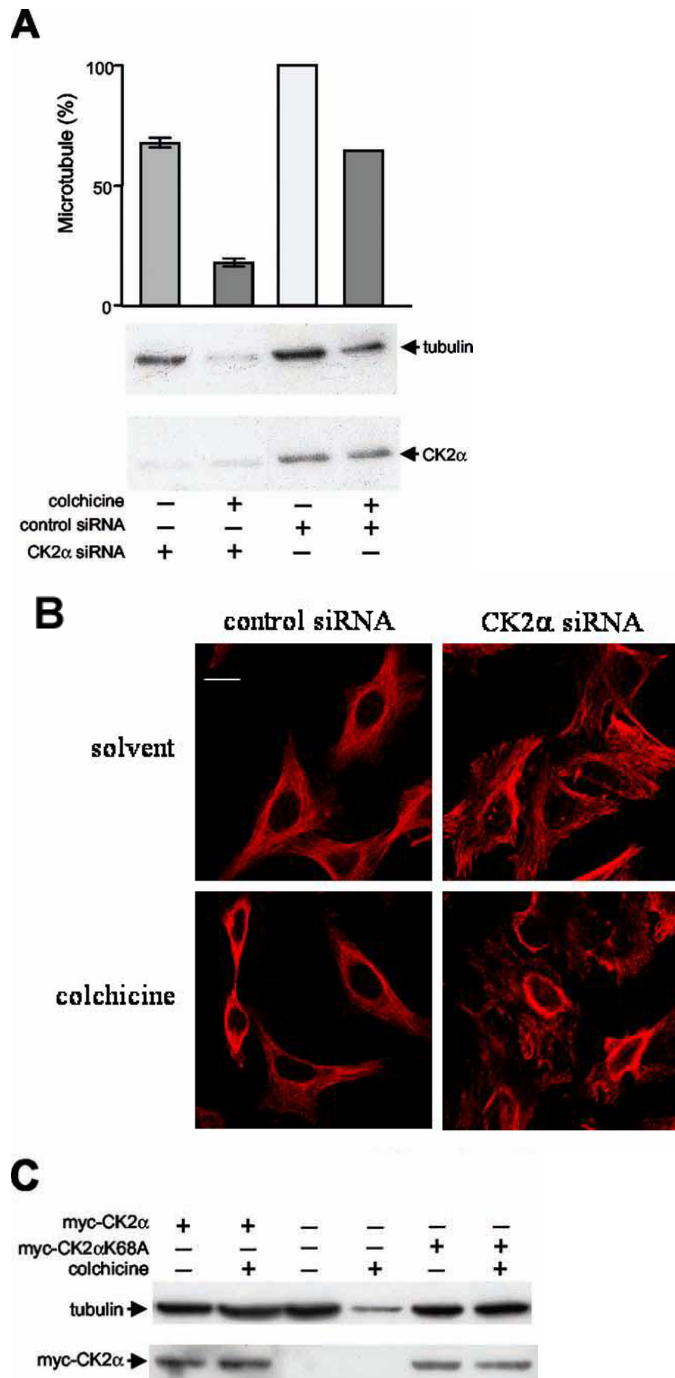 A
Microtubule (%)
100
50
0
tubulin
CK2α
colchicine − + − +
control siRNA − − + +
CK2α siRNA + + − −
B
control siRNA CK2α siRNA
solvent
colchicine
C
myc-CK2α + + − − − −
myc-CK2αK68A − − − − + +
colchicine − + − + − +
tubulin
myc-CK2α